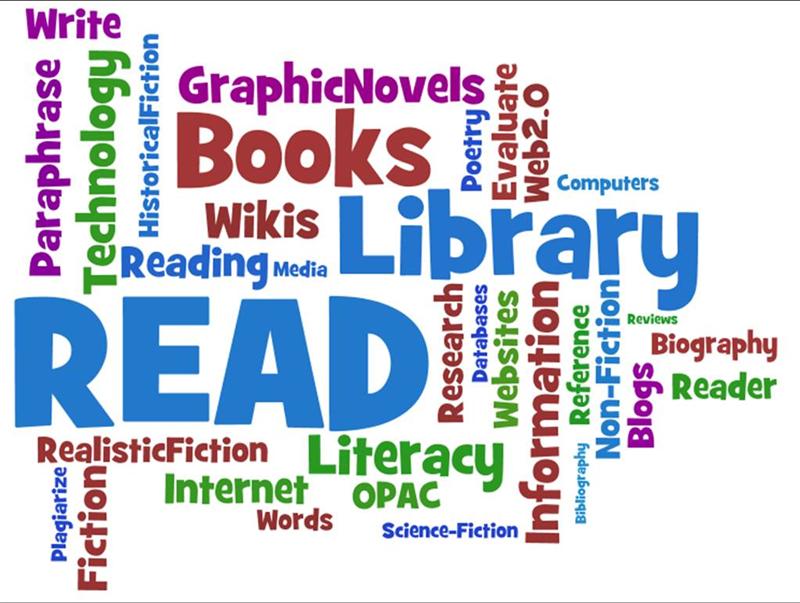 Write
Paraphrase
Technology
HistoricalFiction
GraphicNovels
Books
Poetry
Evaluate
Web2.0
Computers
Wikis
Library
Reading
Media
READ
Research
Databases
Websites
Information
Reference
Non-Fiction
Reviews
Biography
Blogs
Reader
RealisticFiction
Literacy
Plagiarize
Fiction
Internet
OPAC
Words
Science-Fiction
Bibliography